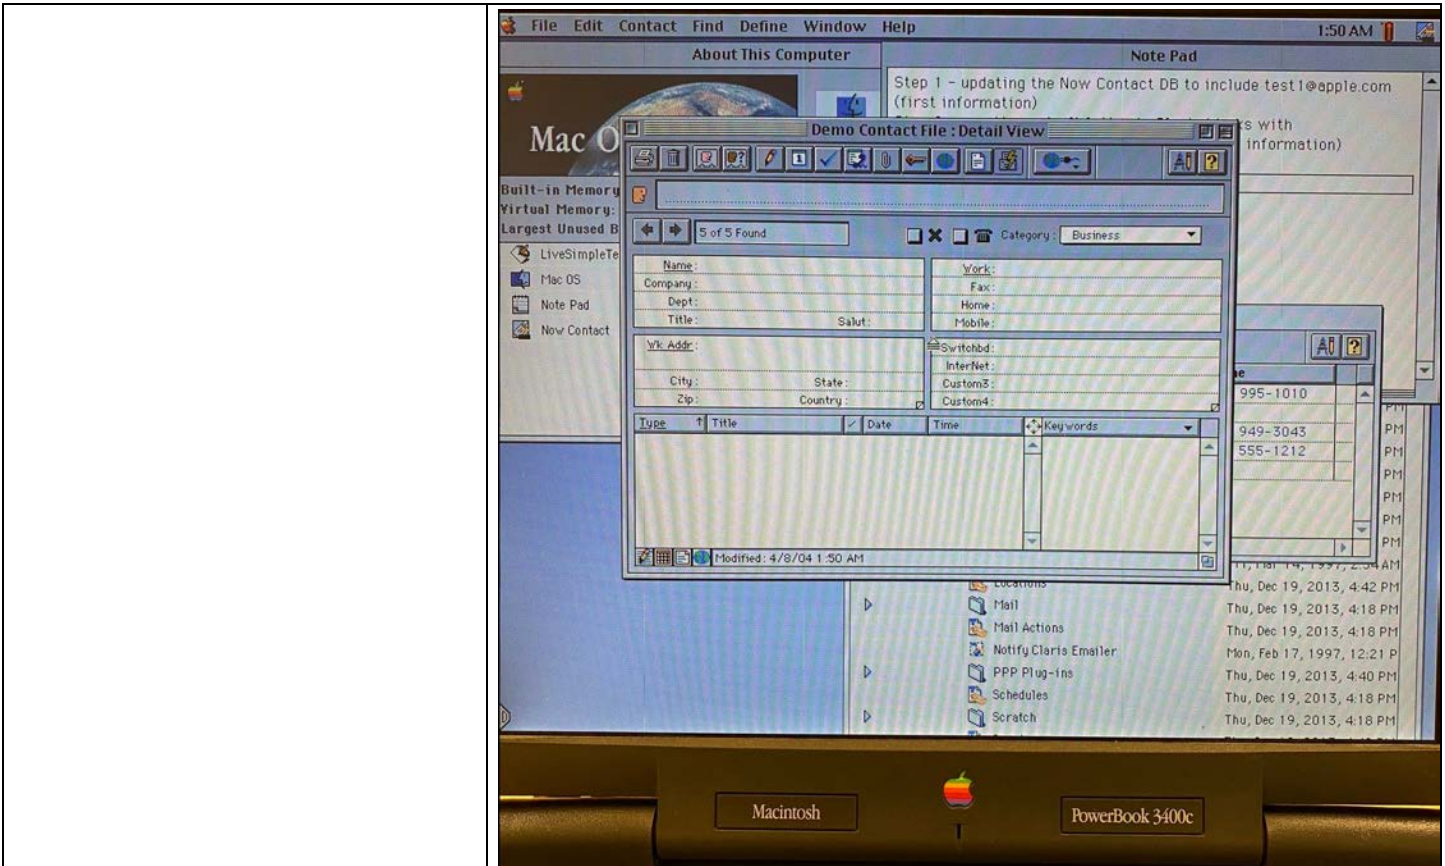 File Edit Contact Find Define Window Help 1:50 AM
About This Computer
Note Pad
Step 1 - updating the Now Contact DB to include test1@apple.com
(first information)
ks with
information)
Mac O
Demo Contact File : Detail View
Built-in Memory
Virtual Memory:
Largest Unused B
LiveSimpleTe
Mac OS
Note Pad
Now Contact
5 of 5 Found
Category: Business
Name:
Company:
Dept:
Title: Salut:
Work:
Fax:
Home:
Mobile:
Wk Addr:
City: State:
Zip: Country:
Switchbd:
InterNet:
Custom3:
Custom4:
Type Title Date Time Keywords
Modified: 4/8/04 1:50 AM
e
995-1010
949-3043
555-1212
PM
PM
PM
PM
PM
PM
Locations Thu, Dec 19, 2013, 4:42 PM
Mail Thu, Dec 19, 2013, 4:18 PM
Mail Actions Thu, Dec 19, 2013, 4:18 PM
Notify Claris Emailer Mon, Feb 17, 1997, 12:21 P
PPP Plug-ins Thu, Dec 19, 2013, 4:40 PM
Schedules Thu, Dec 19, 2013, 4:18 PM
Scratch Thu, Dec 19, 2013, 4:18 PM
Macintosh
PowerBook 3400c